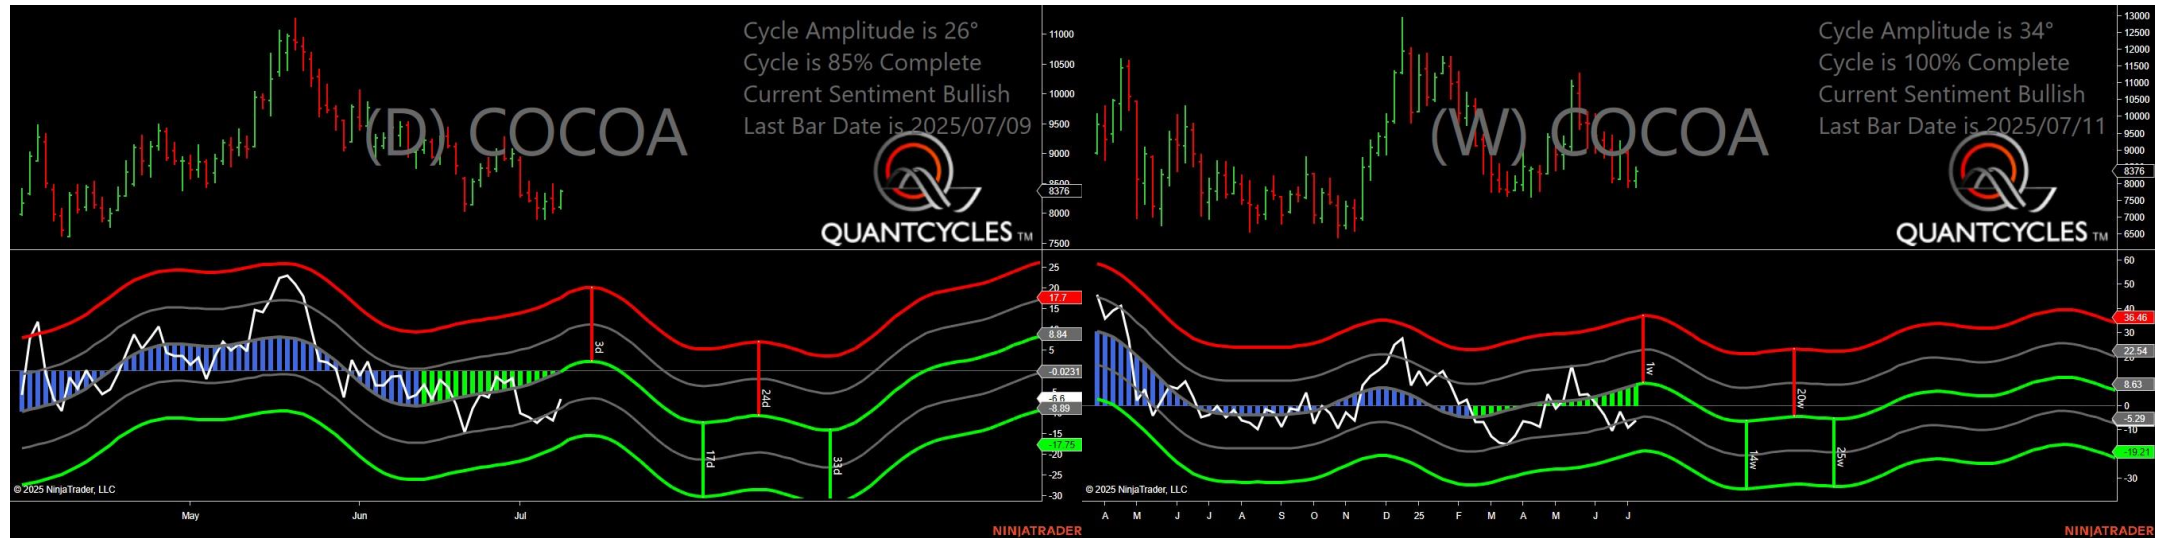 Cycle Amplitude is 26°
Cycle is 85% Complete
Current Sentiment Bullish
Last Bar Date is 2025/07/09
(D) COCOA
QUANTCYCLES TM
11000
10500
10000
9500
9000
8376
8000
7500
25
20
17.7
15
8.84
5
-0.0231
-6.6
-8.89
-15
-17.75
-20
-25
-30
3d
24d
17d
33d
© 2025 NinjaTrader, LLC
May Jun Jul
NINJATRADER
Cycle Amplitude is 34°
Cycle is 100% Complete
Current Sentiment Bullish
Last Bar Date is 2025/07/11
(W) COCOA
QUANTCYCLES TM
13000
12500
12000
11500
11000
10500
10000
9500
9000
8376
8000
7500
7000
6500
60
50
40
36.46
30
22.54
20
8.63
0
-5.29
-10
-19.21
-30
1w
20w
14w
25w
© 2025 NinjaTrader, LLC
A M J J A S O N D 25 F M A M J J
NINJATRADER